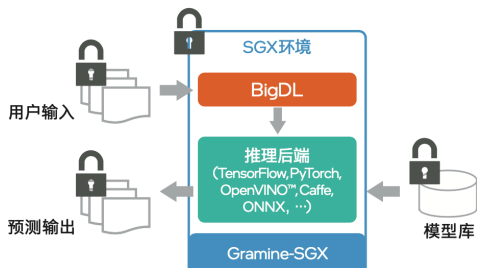 SGX环境
BigDL
用户输入
推理后端
(TensorFlow, PyTorch,
OpenVINO™, Caffe,
ONNX, …)
预测输出
模型库
Gramine-SGX